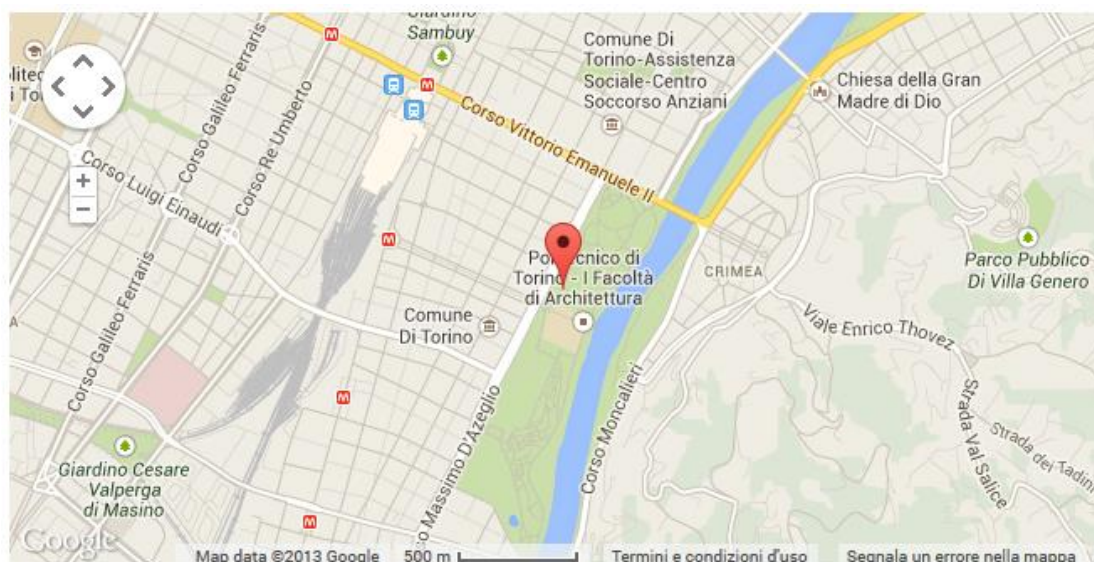 Giardino
Sambuy
Comune Di
Torino-Assistenza
Sociale-Centro
Soccorso Anziani
Chiesa della Gran
Madre di Dio
olitec
i Tor
Corso Galileo Ferraris
Corso Re Umberto
Corso Vittorio Emanuele II
Corso Luigi Einaudi
+
−
M
M
M
M
M
CRIMEA
Parco Pubblico
Di Villa Genero
Politecnico di
Torino - I Facoltà
di Architettura
Comune
Di Torino
A
Corso Galileo Ferraris
Viale Enrico Thovez
Corso Moncalieri
o Massimo D'Azeglio
Strada Val Salice
Strada dei Tadini
Giardino Cesare
Valperga
di Masino
Google
Map data ©2013 Google 500 m Termini e condizioni d'uso Segnala un errore nella mappa